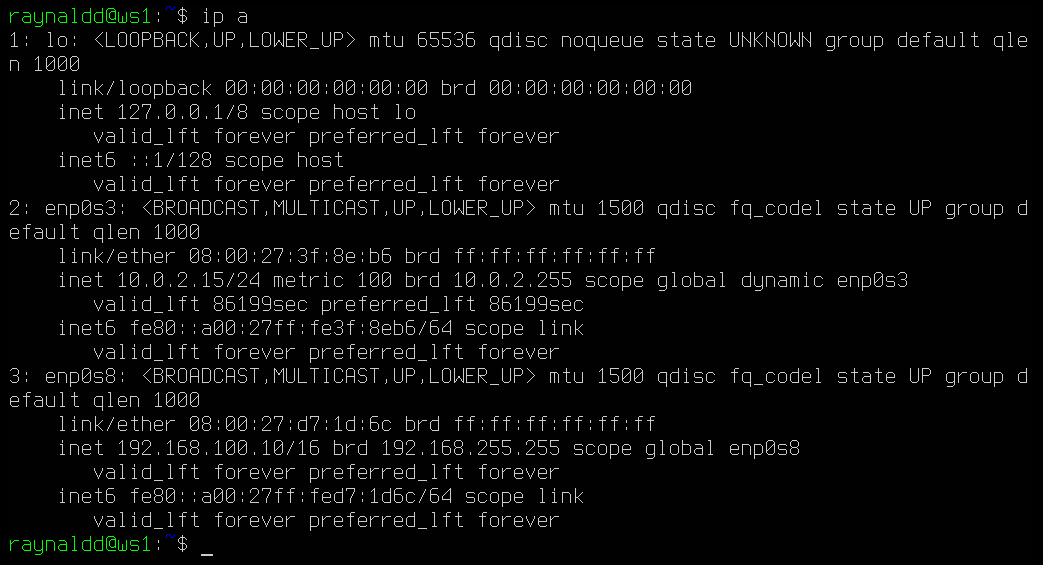 raynaldd@ws1:~$ ip a
1: lo: <LOOPBACK,UP,LOWER_UP> mtu 65536 qdisc noqueue state UNKNOWN group default qle
n 1000
    link/loopback 00:00:00:00:00:00 brd 00:00:00:00:00:00
    inet 127.0.0.1/8 scope host lo
       valid_lft forever preferred_lft forever
    inet6 ::1/128 scope host
       valid_lft forever preferred_lft forever
2: enp0s3: <BROADCAST,MULTICAST,UP,LOWER_UP> mtu 1500 qdisc fq_codel state UP group d
efault qlen 1000
    link/ether 08:00:27:3f:8e:b6 brd ff:ff:ff:ff:ff:ff
    inet 10.0.2.15/24 metric 100 brd 10.0.2.255 scope global dynamic enp0s3
       valid_lft 86199sec preferred_lft 86199sec
    inet6 fe80::a00:27ff:fe3f:8eb6/64 scope link
       valid_lft forever preferred_lft forever
3: enp0s8: <BROADCAST,MULTICAST,UP,LOWER_UP> mtu 1500 qdisc fq_codel state UP group d
efault qlen 1000
    link/ether 08:00:27:d7:1d:6c brd ff:ff:ff:ff:ff:ff
    inet 192.168.100.10/16 brd 192.168.255.255 scope global enp0s8
       valid_lft forever preferred_lft forever
    inet6 fe80::a00:27ff:fed7:1d6c/64 scope link
       valid_lft forever preferred_lft forever
raynaldd@ws1:~$ _